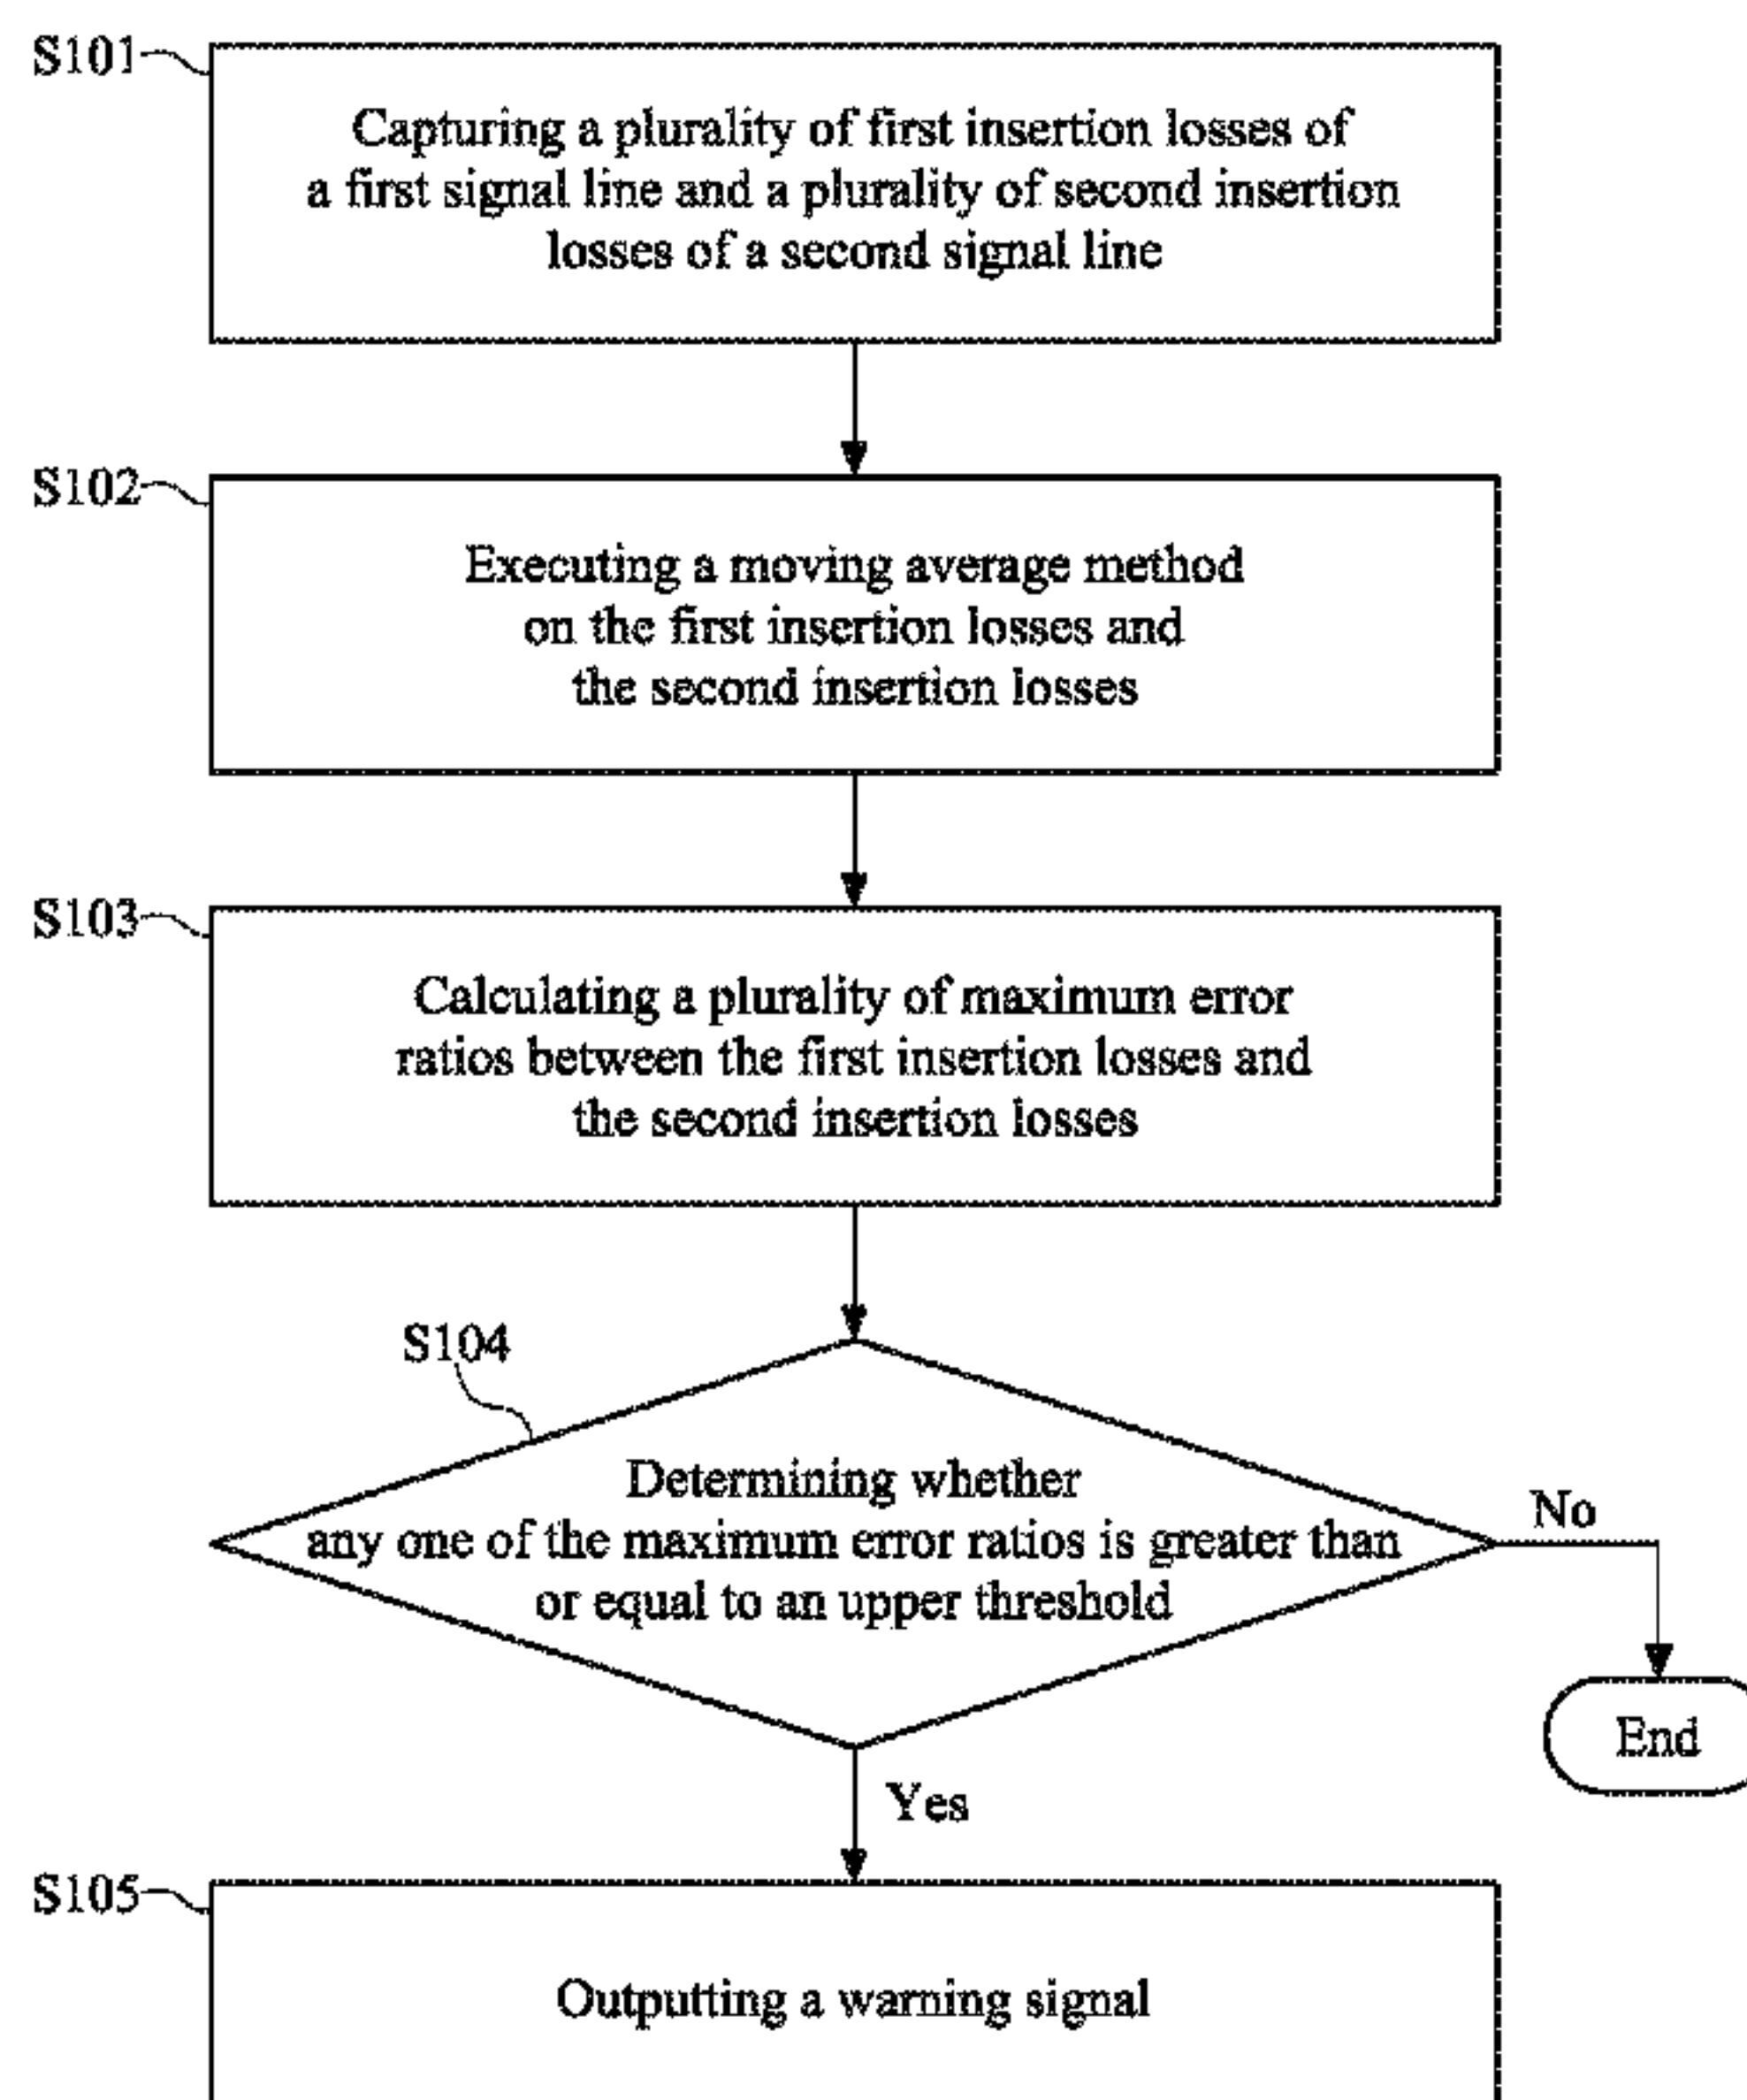 S101
Capturing a plurality of first insertion losses of
a first signal line and a plurality of second insertion
losses of a second signal line
S102
Executing a moving average method
on the first insertion losses and
the second insertion losses
S103
Calculating a plurality of maximum error
ratios between the first insertion losses and
the second insertion losses
S104
Determining whether
any one of the maximum error ratios is greater than
or equal to an upper threshold
No
End
Yes
S105
Outputting a warning signal